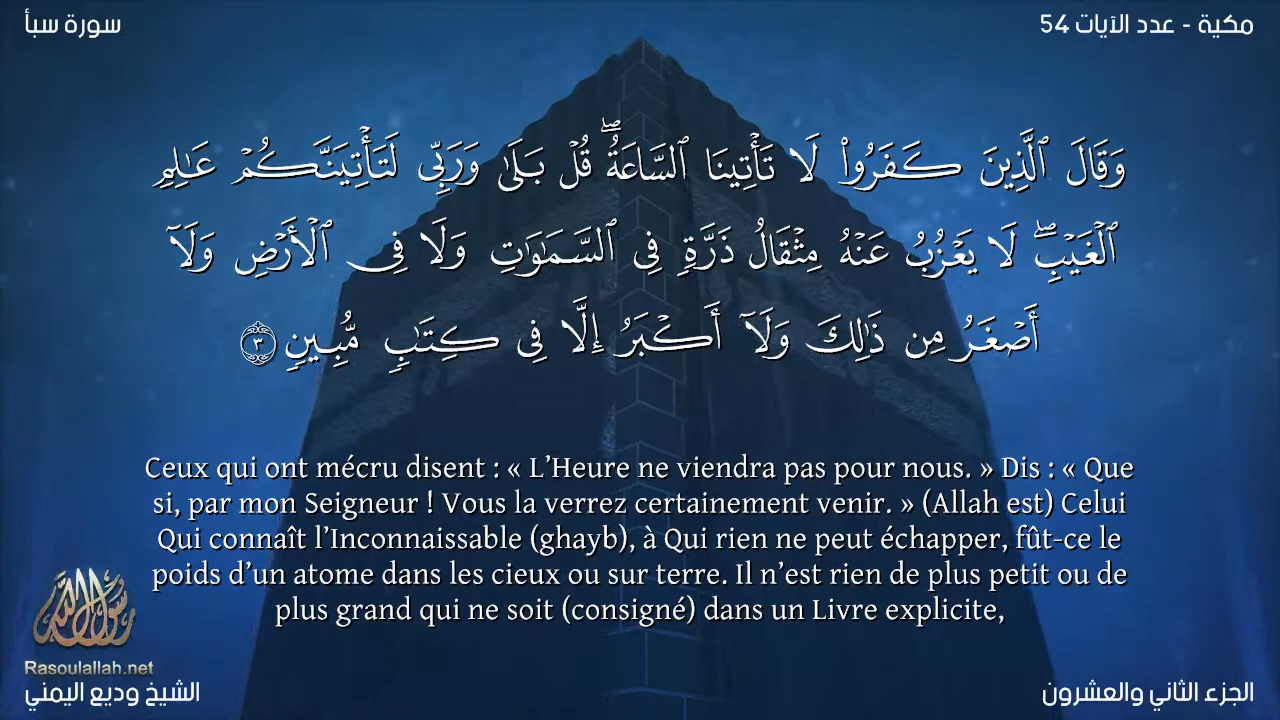 سورة سبأ
مكية - عدد الآيات 54
وَقَالَ ٱلَّذِينَ كَفَرُوا۟ لَا تَأْتِينَا ٱلسَّاعَةُ ۖ قُلْ بَلَىٰ وَرَبِّى لَتَأْتِيَنَّكُمْ عَـٰلِمِ
ٱلْغَيْبِ ۖ لَا يَعْزُبُ عَنْهُ مِثْقَالُ ذَرَّةٍ فِى ٱلسَّمَـٰوَٰتِ وَلَا فِى ٱلْأَرْضِ وَلَآ
أَصْغَرُ مِن ذَٰلِكَ وَلَآ أَكْبَرُ إِلَّا فِى كِتَـٰبٍ مُّبِينٍ ٣
Ceux qui ont mécru disent : « L’Heure ne viendra pas pour nous. » Dis : « Que
si, par mon Seigneur ! Vous la verrez certainement venir. » (Allah est) Celui
Qui connaît l’Inconnaissable (ghayb), à Qui rien ne peut échapper, fût-ce le
poids d’un atome dans les cieux ou sur terre. Il n’est rien de plus petit ou de
plus grand qui ne soit (consigné) dans un Livre explicite,
رسول الله
Rasoulallah.net
الشيخ وديع اليمني
الجزء الثاني والعشرون